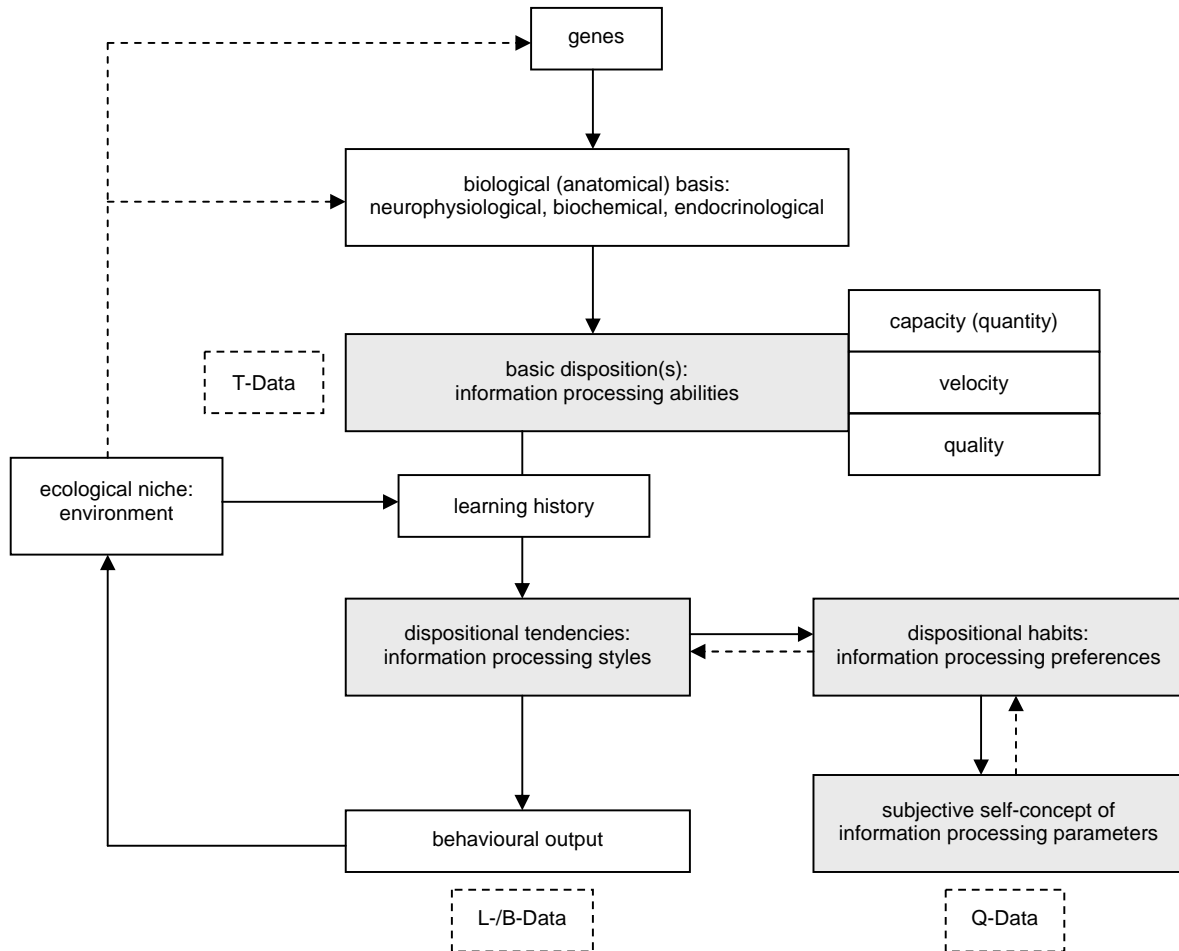 genes
biological (anatomical) basis:
neurophysiological, biochemical, endocrinological
capacity (quantity)
T-Data
basic disposition(s):
information processing abilities
velocity
quality
ecological niche:
environment
learning history
dispositional tendencies:
information processing styles
dispositional habits:
information processing preferences
behavioural output
subjective self-concept of
information processing parameters
L-/B-Data
Q-Data